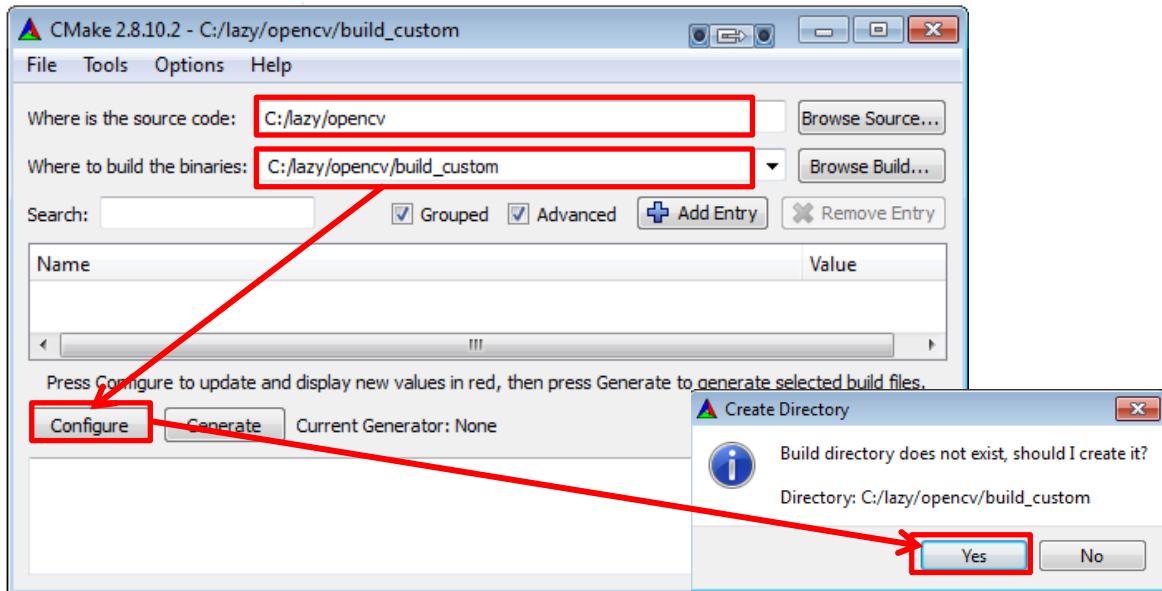 CMake 2.8.10.2 - C:/lazy/opencv/build_custom
File Tools Options Help
Where is the source code: C:/lazy/opencv Browse Source...
Where to build the binaries: C:/lazy/opencv/build_custom Browse Build...
Search: Grouped Advanced Add Entry Remove Entry
Name Value
Press Configure to update and display new values in red, then press Generate to generate selected build files.
Configure Generate Current Generator: None
Create Directory
Build directory does not exist, should I create it?
Directory: C:/lazy/opencv/build_custom
Yes No